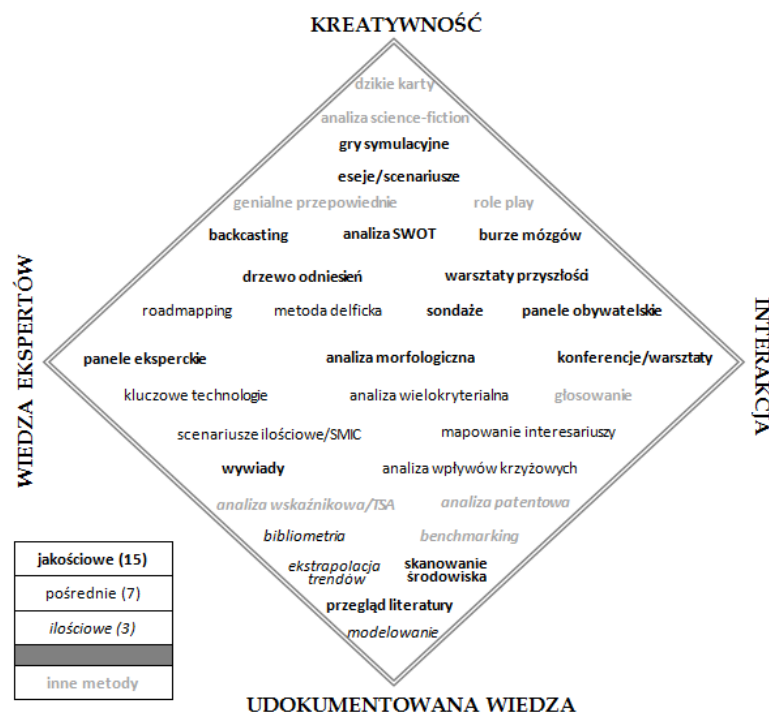 KREATYWNOŚĆ
dzikie karty
analiza science-fiction
gry symulacyjne
eseje/scenariusze
genialne przepowiednie role play
backcasting analiza SWOT burze mózgów
drzewo odniesień warsztaty przyszłości
roadmapping metoda delficka sondaże panele obywatelskie
WIEDZA EKSPERTÓW
INTERAKCJA
panele eksperckie analiza morfologiczna konferencje/warsztaty
kluczowe technologie analiza wielokryterialna głosowanie
scenariusze ilościowe/SMIC mapowanie interesariuszy
wywiady analiza wpływów krzyżowych
analiza wskaźnikowa/TSA analiza patentowa
bibliometria benchmarking
ekstrapolacja
trendów
skanowanie
środowiska
przegląd literatury
modelowanie
jakościowe (15)
pośrednie (7)
ilościowe (3)
inne metody
UDOKUMENTOWANA WIEDZA